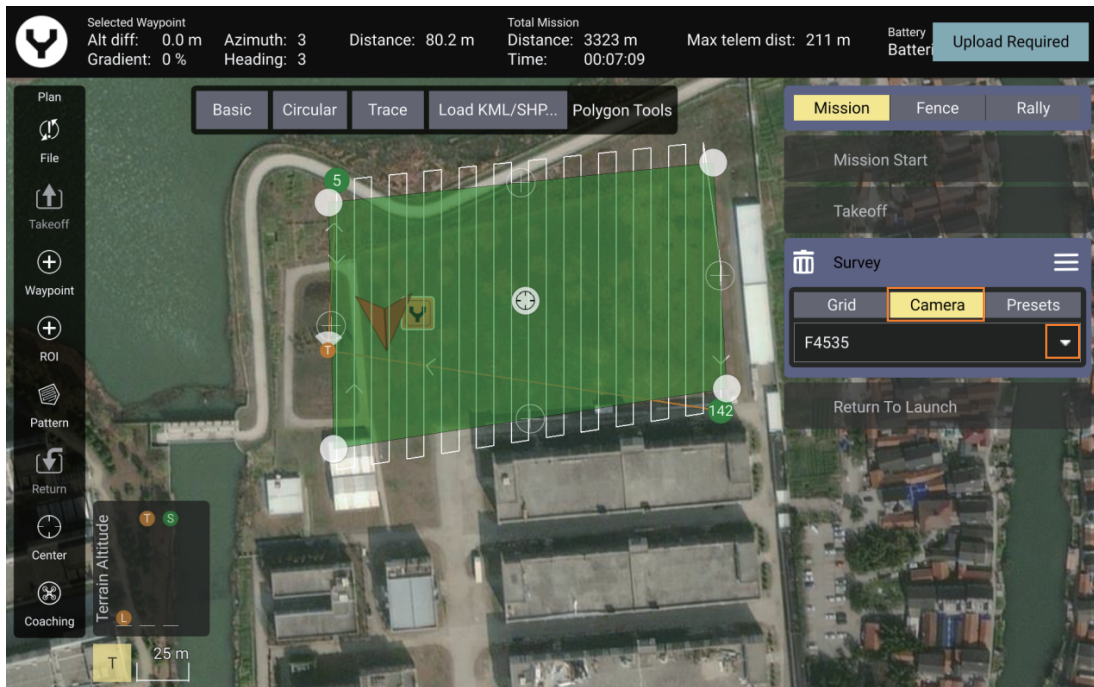 Selected Waypoint
Alt diff: 0.0 m Azimuth: 3 Distance: 80.2 m
Gradient: 0 % Heading: 3
Total Mission
Distance: 3323 m Max telem dist: 211 m
Time: 00:07:09
Battery
Batteri
Upload Required
Plan
File
Takeoff
Waypoint
ROI
Pattern
Return
Center
Coaching
Basic Circular Trace Load KML/SHP... Polygon Tools
5
T
142
Mission Fence Rally
Mission Start
Takeoff
Survey
Grid Camera Presets
F4535
Return To Launch
Terrain Altitude
T S
L
T 25 m